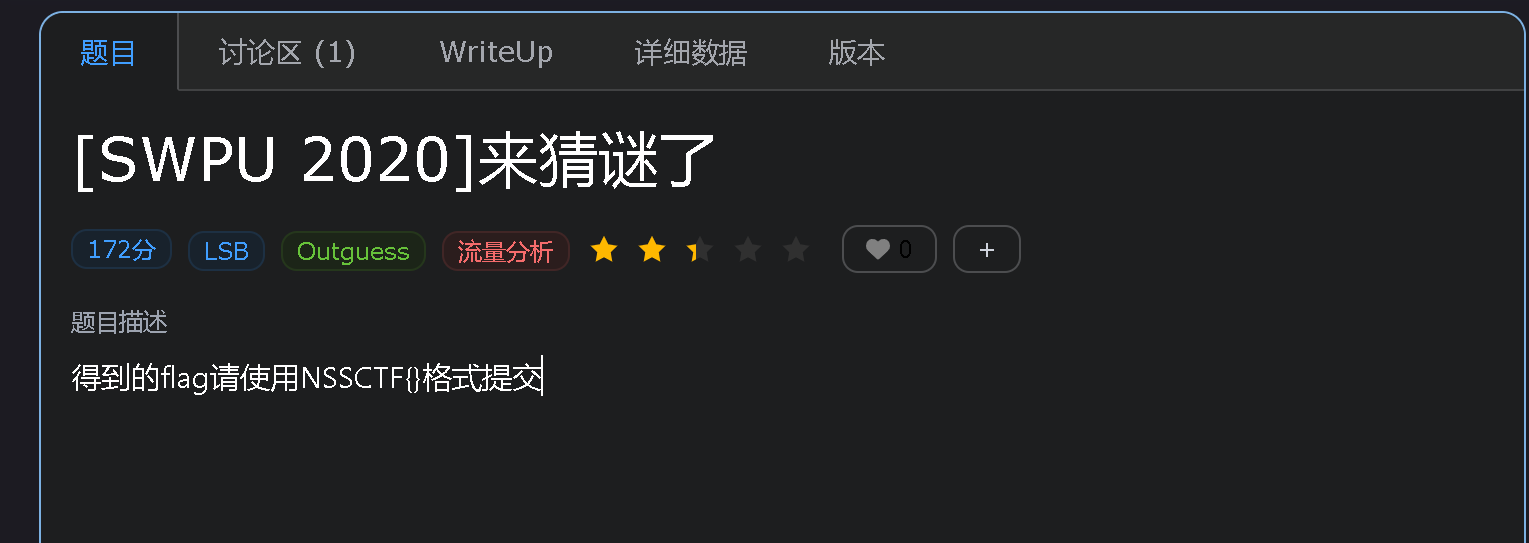 题目 讨论区 (1) WriteUp 详细数据 版本
[SWPU 2020]来猜谜了
172分 LSB Outguess 流量分析 0 +
题目描述
得到的flag请使用NSSCTF{}格式提交